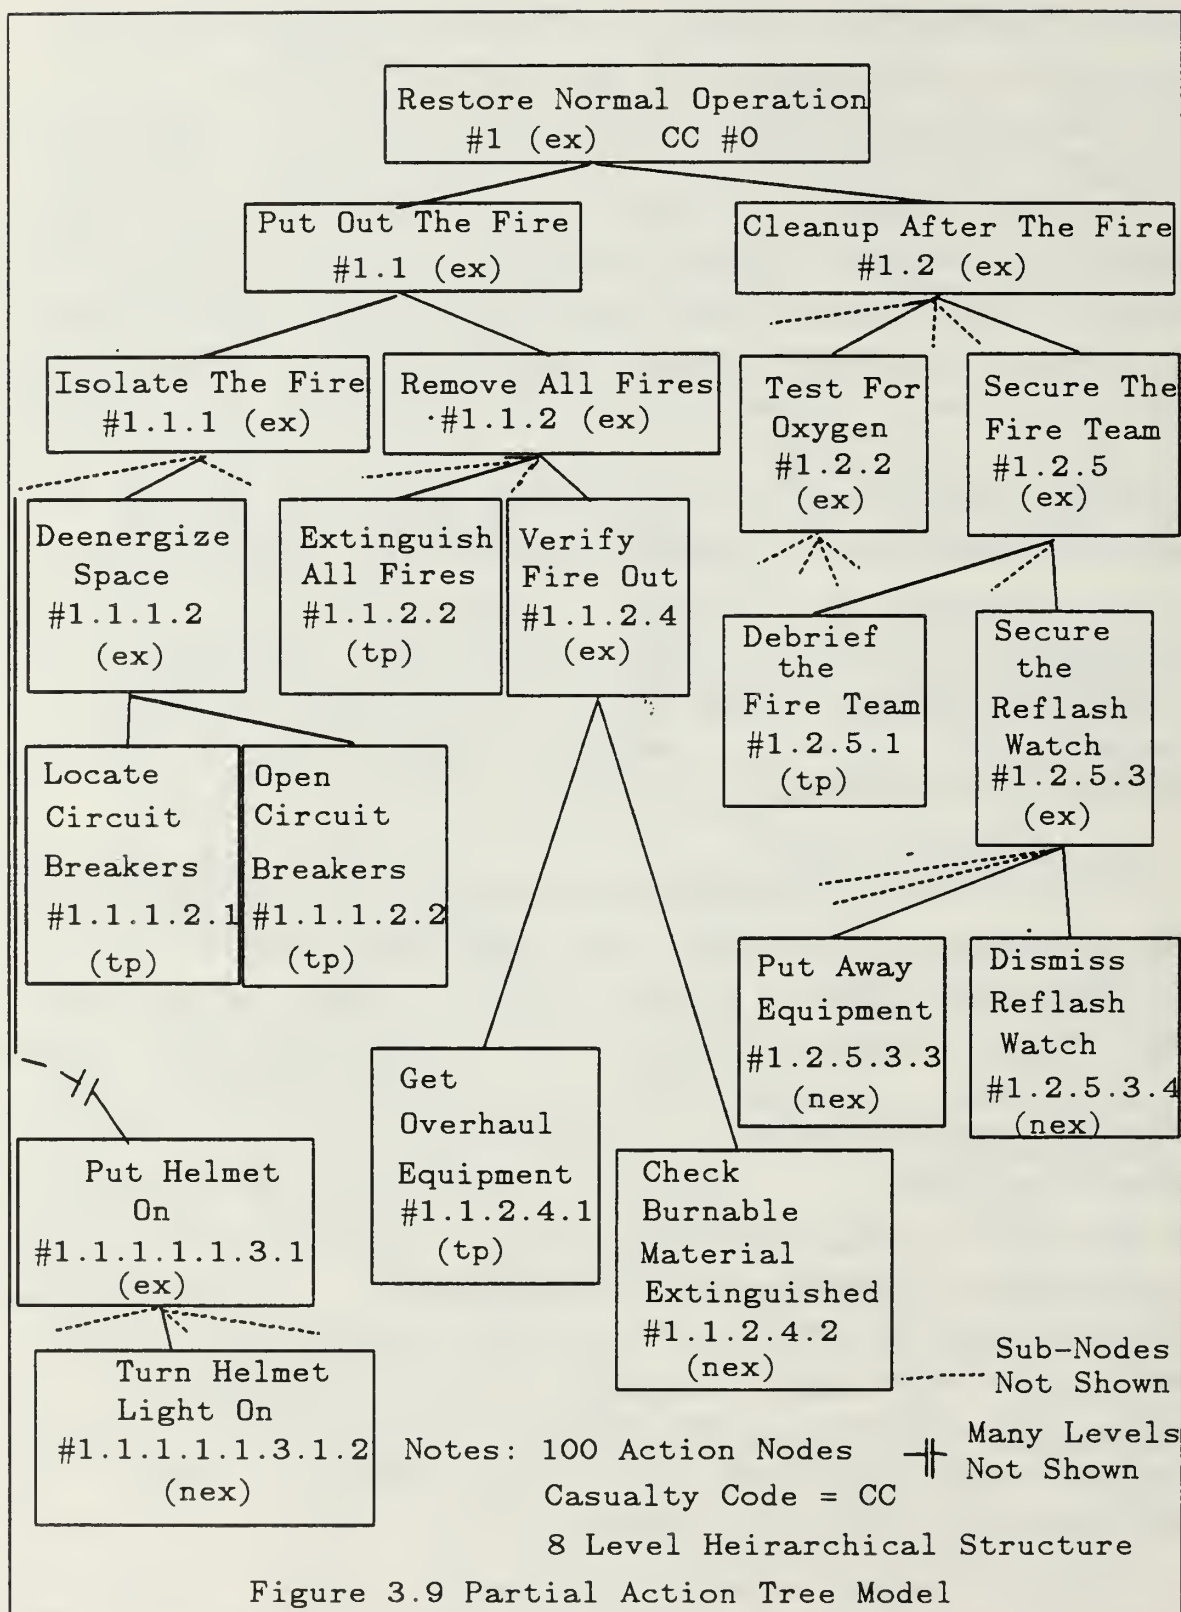 Restore Normal Operation
#1 (ex) CC #0
Put Out The Fire
#1.1 (ex)
Cleanup After The Fire
#1.2 (ex)
Isolate The Fire
#1.1.1 (ex)
Remove All Fires
#1.1.2 (ex)
Test For
Oxygen
#1.2.2
(ex)
Secure The
Fire Team
#1.2.5
(ex)
Deenergize
Space
#1.1.1.2
(ex)
Extinguish
All Fires
#1.1.2.2
(tp)
Verify
Fire Out
#1.1.2.4
(ex)
Debrief
the
Fire Team
#1.2.5.1
(tp)
Secure
the
Reflash
Watch
#1.2.5.3
(ex)
Locate
Circuit
Breakers
#1.1.1.2.1
(tp)
Open
Circuit
Breakers
#1.1.1.2.2
(tp)
Put Away
Equipment
#1.2.5.3.3
(nex)
Dismiss
Reflash
Watch
#1.2.5.3.4
(nex)
Get
Overhaul
Equipment
#1.1.2.4.1
(tp)
Check
Burnable
Material
Extinguished
#1.1.2.4.2
(nex)
Put Helmet
On
#1.1.1.1.1.3.1
(ex)
Turn Helmet
Light On
#1.1.1.1.1.3.1.2
(nex)
Sub-Nodes
Not Shown
Many Levels
Not Shown
Notes: 100 Action Nodes
Casualty Code = CC
8 Level Heirarchical Structure
Figure 3.9 Partial Action Tree Model